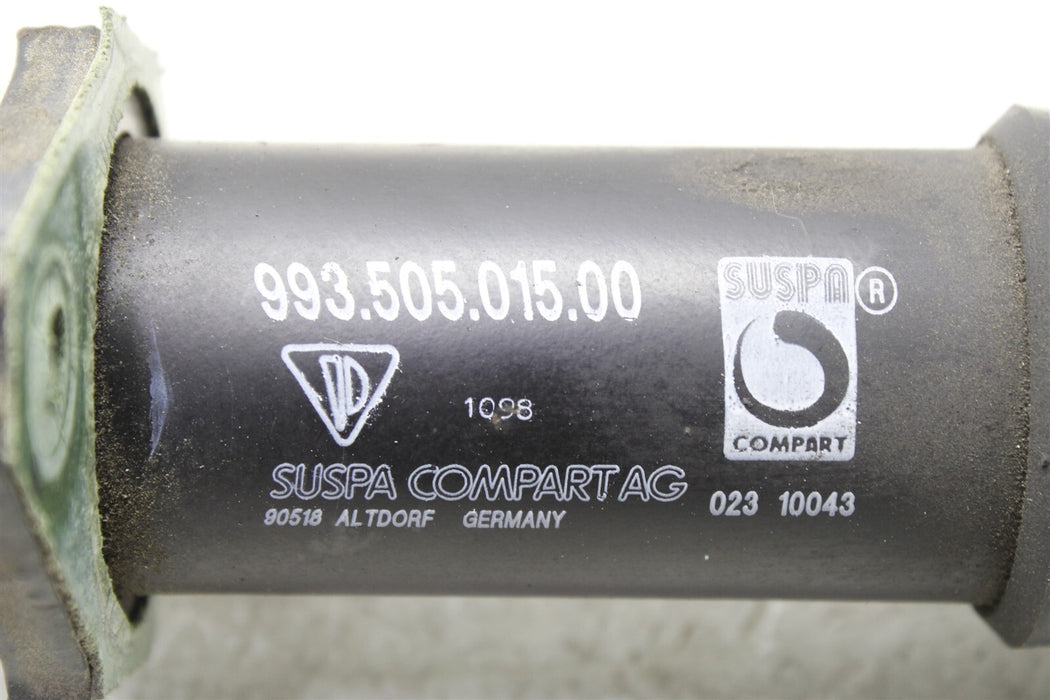 993.505.015.00
SUSPA ®
1098
COMPART
SUSPA COMPART AG
023 10043
90518 ALTDORF GERMANY